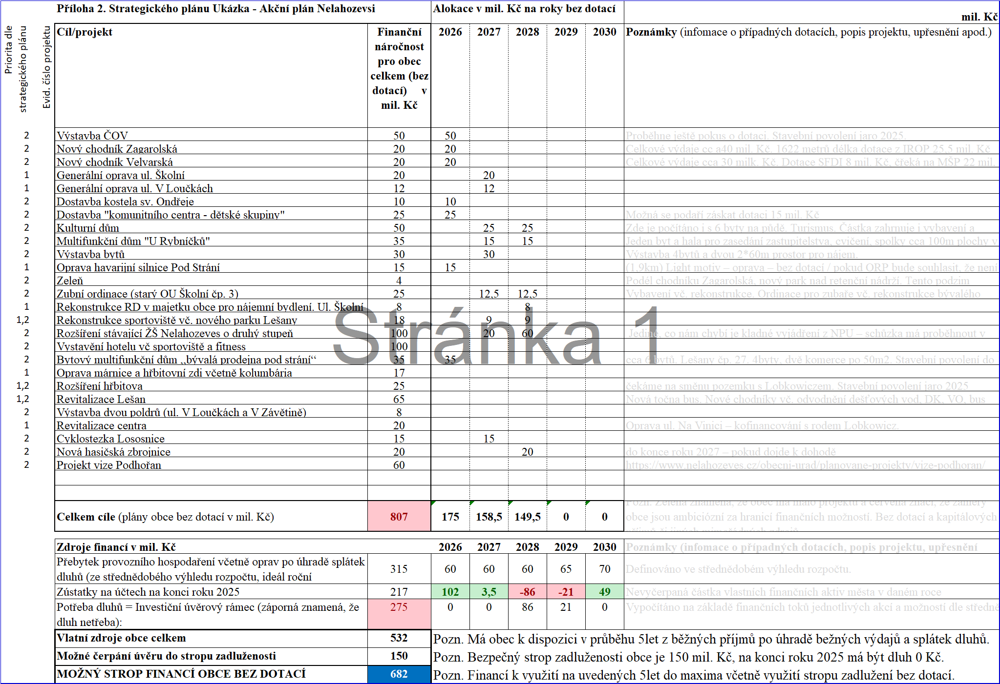 Příloha 2. Strategického plánu Ukázka - Akční plán Nelahozevsi Alokace v mil. Kč na roky bez dotací mil. Kč
Priorita dle strategického plánu
Evid. číslo projektu
Cíl/projekt Finanční náročnost pro obec celkem (bez dotací) v mil. Kč 2026 2027 2028 2029 2030 Poznámky (infomace o případných dotacích, popis projektu, upřesnění apod.)
2 Výstavba ČOV 50 50 Proběhne ještě pokus o dotaci. Stavební povolení jaro 2025.
2 Nový chodník Zagarolská 20 20 Celkové výdaje cc a40 mil. Kč. 1622 metrů délka dotace z IROP 25,5 mil. Kč
2 Nový chodník Velvarská 20 20 Celkové výdaje cca 30 milk. Kč. Dotace SFDI 8 mil. Kč, čřeká na MŠP 22 mil.
1 Generální oprava ul. Školní 20 20
1 Generální oprava ul. V Loučkách 12 12
2 Dostavba kostela sv. Ondřeje 10 10
2 Dostavba "komunitního centra - dětské skupiny" 25 25 Možná se podaří záskat dotaci 15 mil. Kč
2 Kulturní dům 50 25 25 Zde je počítáno i s 6 byty na půdě. Turismus. Částka zahrnuje i vybavení a
2 Multifunkční dům "U Rybníčků" 35 15 15 Jeden byt a hala pro zasedání zastupitelstva, cvičení, spolky cca 100m plochy v
2 Výstavba bytů 30 30 Výstavba 4bytů a dvou 2*60m prostor pro nájem.
1 Oprava havarijní silnice Pod Strání 15 15 (1,9km) Light motiv – oprava – bez dotací / pokud ORP bude souhlasit, že není
2 Zeleň 4 Podél chodníku Zagarolská, nový park nad retenční nádrží. Tento podzim
2 Zubní ordinace (starý OU Školní čp. 3) 25 12,5 12,5 Vybavení vč. rekonstrukce. Ordinace pro zubaře vč. rekonstrukce bývalého
1 Rekonstrukce RD v majetku obce pro nájemní bydlení. Ul. Školní 8 8
1,2 Rekonstrukce sportoviště vč. nového parku Lešany 18 9 9
2 Rozšíření stávající ŽŠ Nelahozeves o druhý stupeň 100 20 60 Jediné, co nám chybí je kladné vyjádření z NPU – schůzka má proběhnout v
2 Vystavění hotelu vč sportoviště a fitness 100
2 Bytový multifunkční dům ,,bývalá prodejna pod strání“ 35 35 cca 6 bytů. Lešany čp. 27. 4byty, dvě komerce po 50m2. Stavební povolení do
1 Oprava márnice a hřbitovní zdi včetně kolumbária 17
1,2 Rozšíření hřbitova 25 čekáme na směnu pozemku s Lobkowiczem. Stavební povolení jaro 2025
1,2 Revitalizace Lešan 65 Nová točna bus. Nové chodníky vč. odvodnění dešťových vod, DK, VO, bus
2 Výstavba dvou poldrů (ul. V Loučkách a V Závětině) 8
1 Revitalizace centra 20 Oprava ul. Na Vinici – kofinancování s rodem Lobkowicz.
2 Cyklostezka Lososnice 15 15
2 Nová hasičská zbrojnice 20 20 do konce roku 2027 – pokud dojde k dohodě
2 Projekt vize Podhořan 60 https://www.nelahozeves.cz/obecni-urad/planovane-projekty/vize-podhoran/
Stránka 1
Pozn. Zelená znamená, že obec má málo projektů a červená značí, že záměry
Celkem cíle (plány obce bez dotací v mil. Kč) 807 175 158,5 149,5 0 0 obce jsou ambiciózní za hranicí finančních možností. Bez dotací a kapitálových
Zdroje financí v mil. Kč 2026 2027 2028 2029 2030 Poznámky (infomace o případných dotacích, popis projektu, upřesnění
Přebytek provozního hospodaření včetně oprav po úhradě splátek
dluhů (ze střednědobého výhledu rozpočtu, ideál roční 315 60 60 60 65 70 Definováno ve střednědobém výhledu rozpočtu.
Zústatky na účtech na konci roku 2025 217 102 3,5 -86 -21 49 Nevyčerpaná částka vlastních finančních aktiv města v daném roce
Potřeba dluhů = Investiční úvěrový rámec (záporná znamená, že 275 0 0 86 21 0 Vypočítáno na základě finančních toků jednotlivých akcí a možností dle středně
dluh netřeba):
Vlatní zdroje obce celkem 532 Pozn. Má obec k dispozici v průběhu 5let z běžných příjmů po úhradě bežných výdajů a splátek dluhů.
Možné čerpání úvěru do stropu zadluženosti 150 Pozn. Bezpečný strop zadluženosti obce je 150 mil. Kč, na konci roku 2025 má být dluh 0 Kč.
MOŽNÝ STROP FINANCÍ OBCE BEZ DOTACÍ 682 Pozn. Financí k využití na uvedených 5let do maxima včetně využití stropu zadlužení bez dotací.